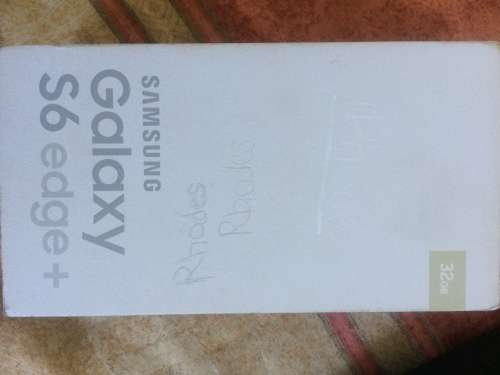 SAMSUNG
Galaxy
S6 edge+
Rhodes
Rhodes
32GB